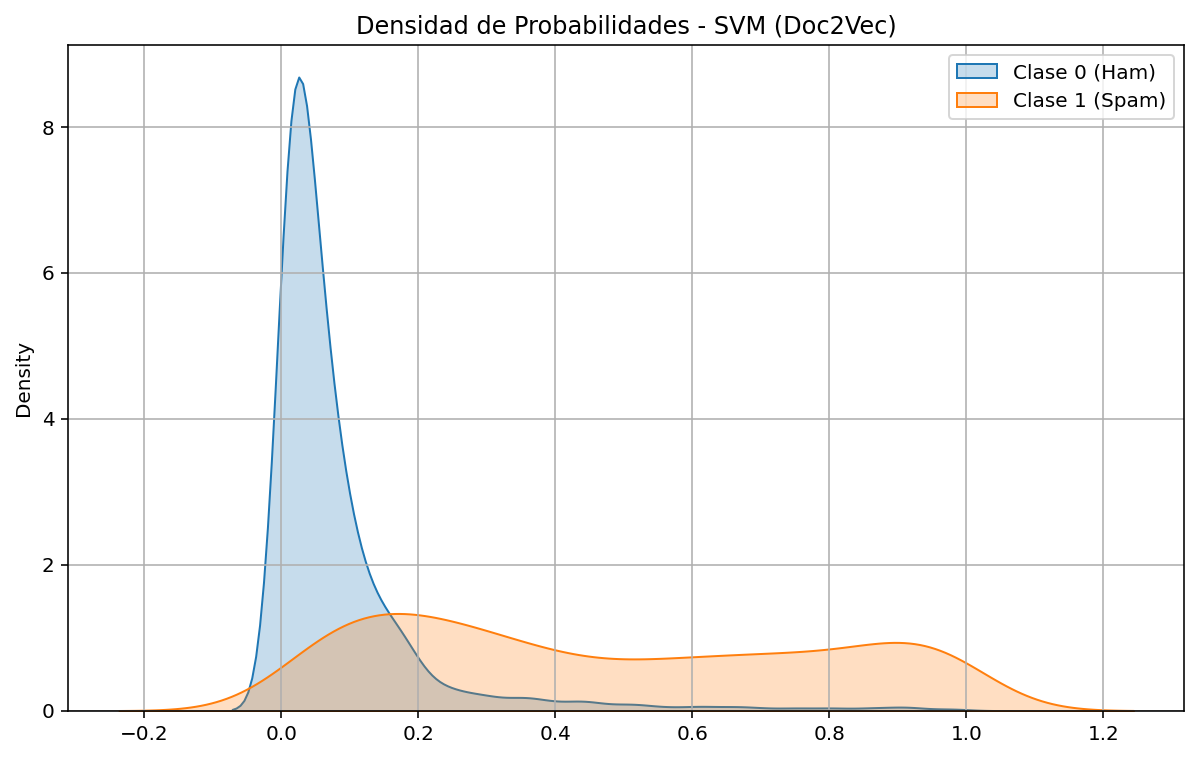 Densidad de Probabilidades - SVM (Doc2Vec)
Clase 0 (Ham)
Clase 1 (Spam)
Density
8
6
4
2
0
−0.2 0.0 0.2 0.4 0.6 0.8 1.0 1.2